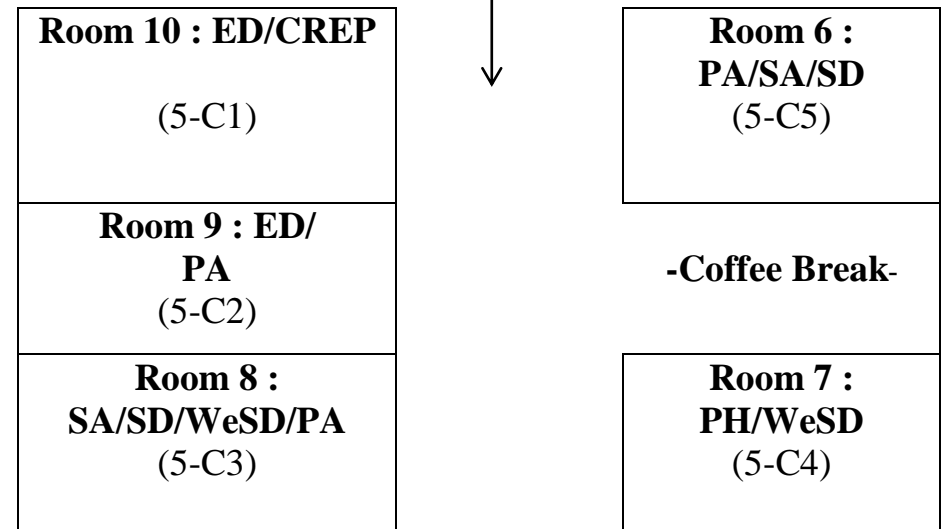 Room 10 : ED/CREP
(5-C1)
Room 9 : ED/
PA
(5-C2)
Room 8 :
SA/SD/WeSD/PA
(5-C3)
Room 6 :
PA/SA/SD
(5-C5)
-Coffee Break-
Room 7 :
PH/WeSD
(5-C4)